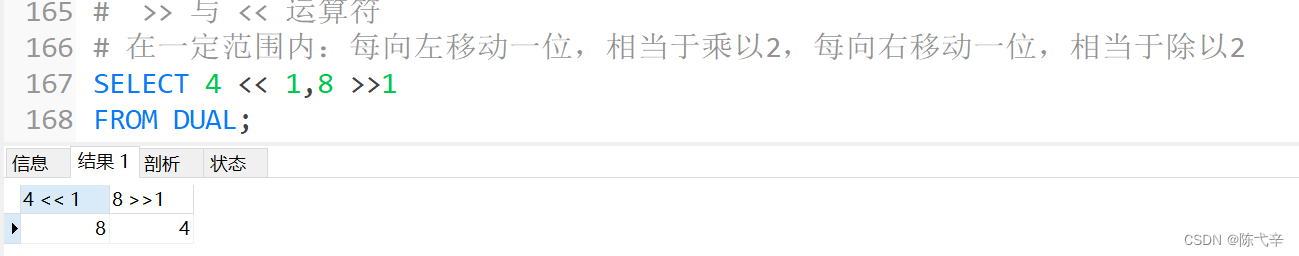 165 #  >> 与 << 运算符
166 # 在一定范围内：每向左移动一位，相当于乘以2，每向右移动一位，相当于除以2
167 SELECT 4 << 1,8 >>1
168 FROM DUAL;
信息 结果 1 剖析 状态
4 << 1 8 >>1
8 4
CSDN @陈弋辛